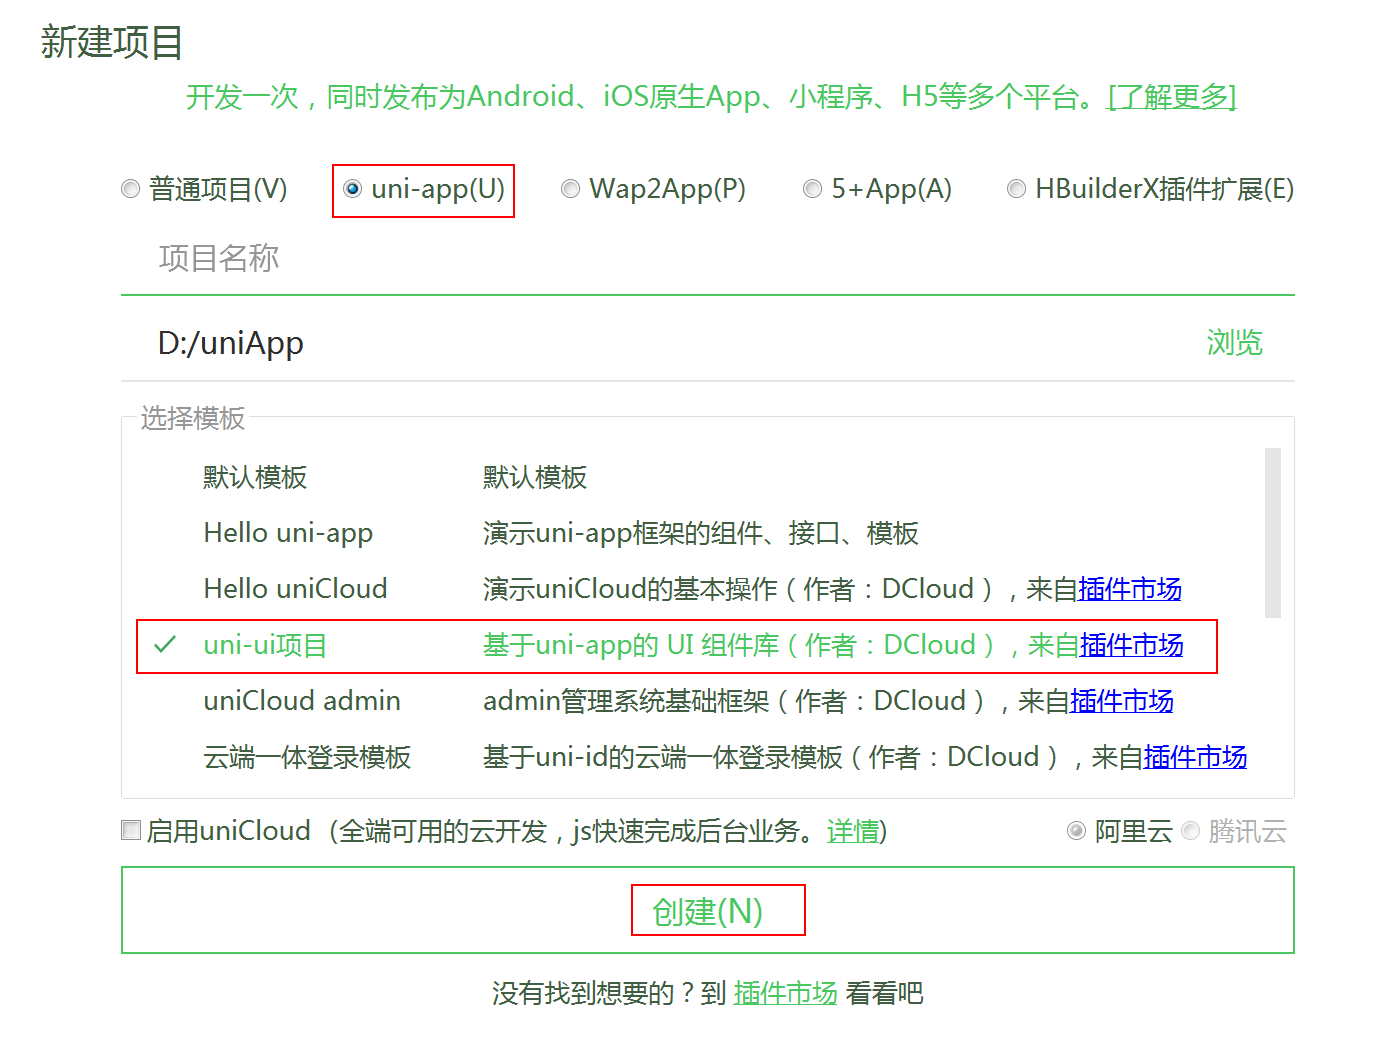 新建项目
开发一次，同时发布为Android、iOS原生App、小程序、H5等多个平台。[了解更多]
普通项目(V) uni-app(U) Wap2App(P) 5+App(A) HBuilderX插件扩展(E)
项目名称
D:/uniApp 浏览
选择模板
默认模板 默认模板
Hello uni-app 演示uni-app框架的组件、接口、模板
Hello uniCloud 演示uniCloud的基本操作（作者：DCloud），来自插件市场
uni-ui项目 基于uni-app的 UI 组件库（作者：DCloud），来自插件市场
uniCloud admin admin管理系统基础框架（作者：DCloud），来自插件市场
云端一体登录模板 基于uni-id的云端一体登录模板（作者：DCloud），来自插件市场
启用uniCloud（全端可用的云开发，js快速完成后台业务。详情) 阿里云 腾讯云
创建(N)
没有找到想要的？到 插件市场 看看吧